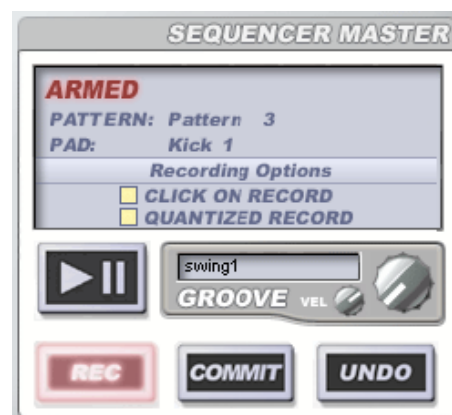 SEQUENCER MASTER
ARMED
PATTERN: Pattern 3
PAD: Kick 1
Recording Options
CLICK ON RECORD
QUANTIZED RECORD
swing1
GROOVE VEL
REC COMMIT UNDO